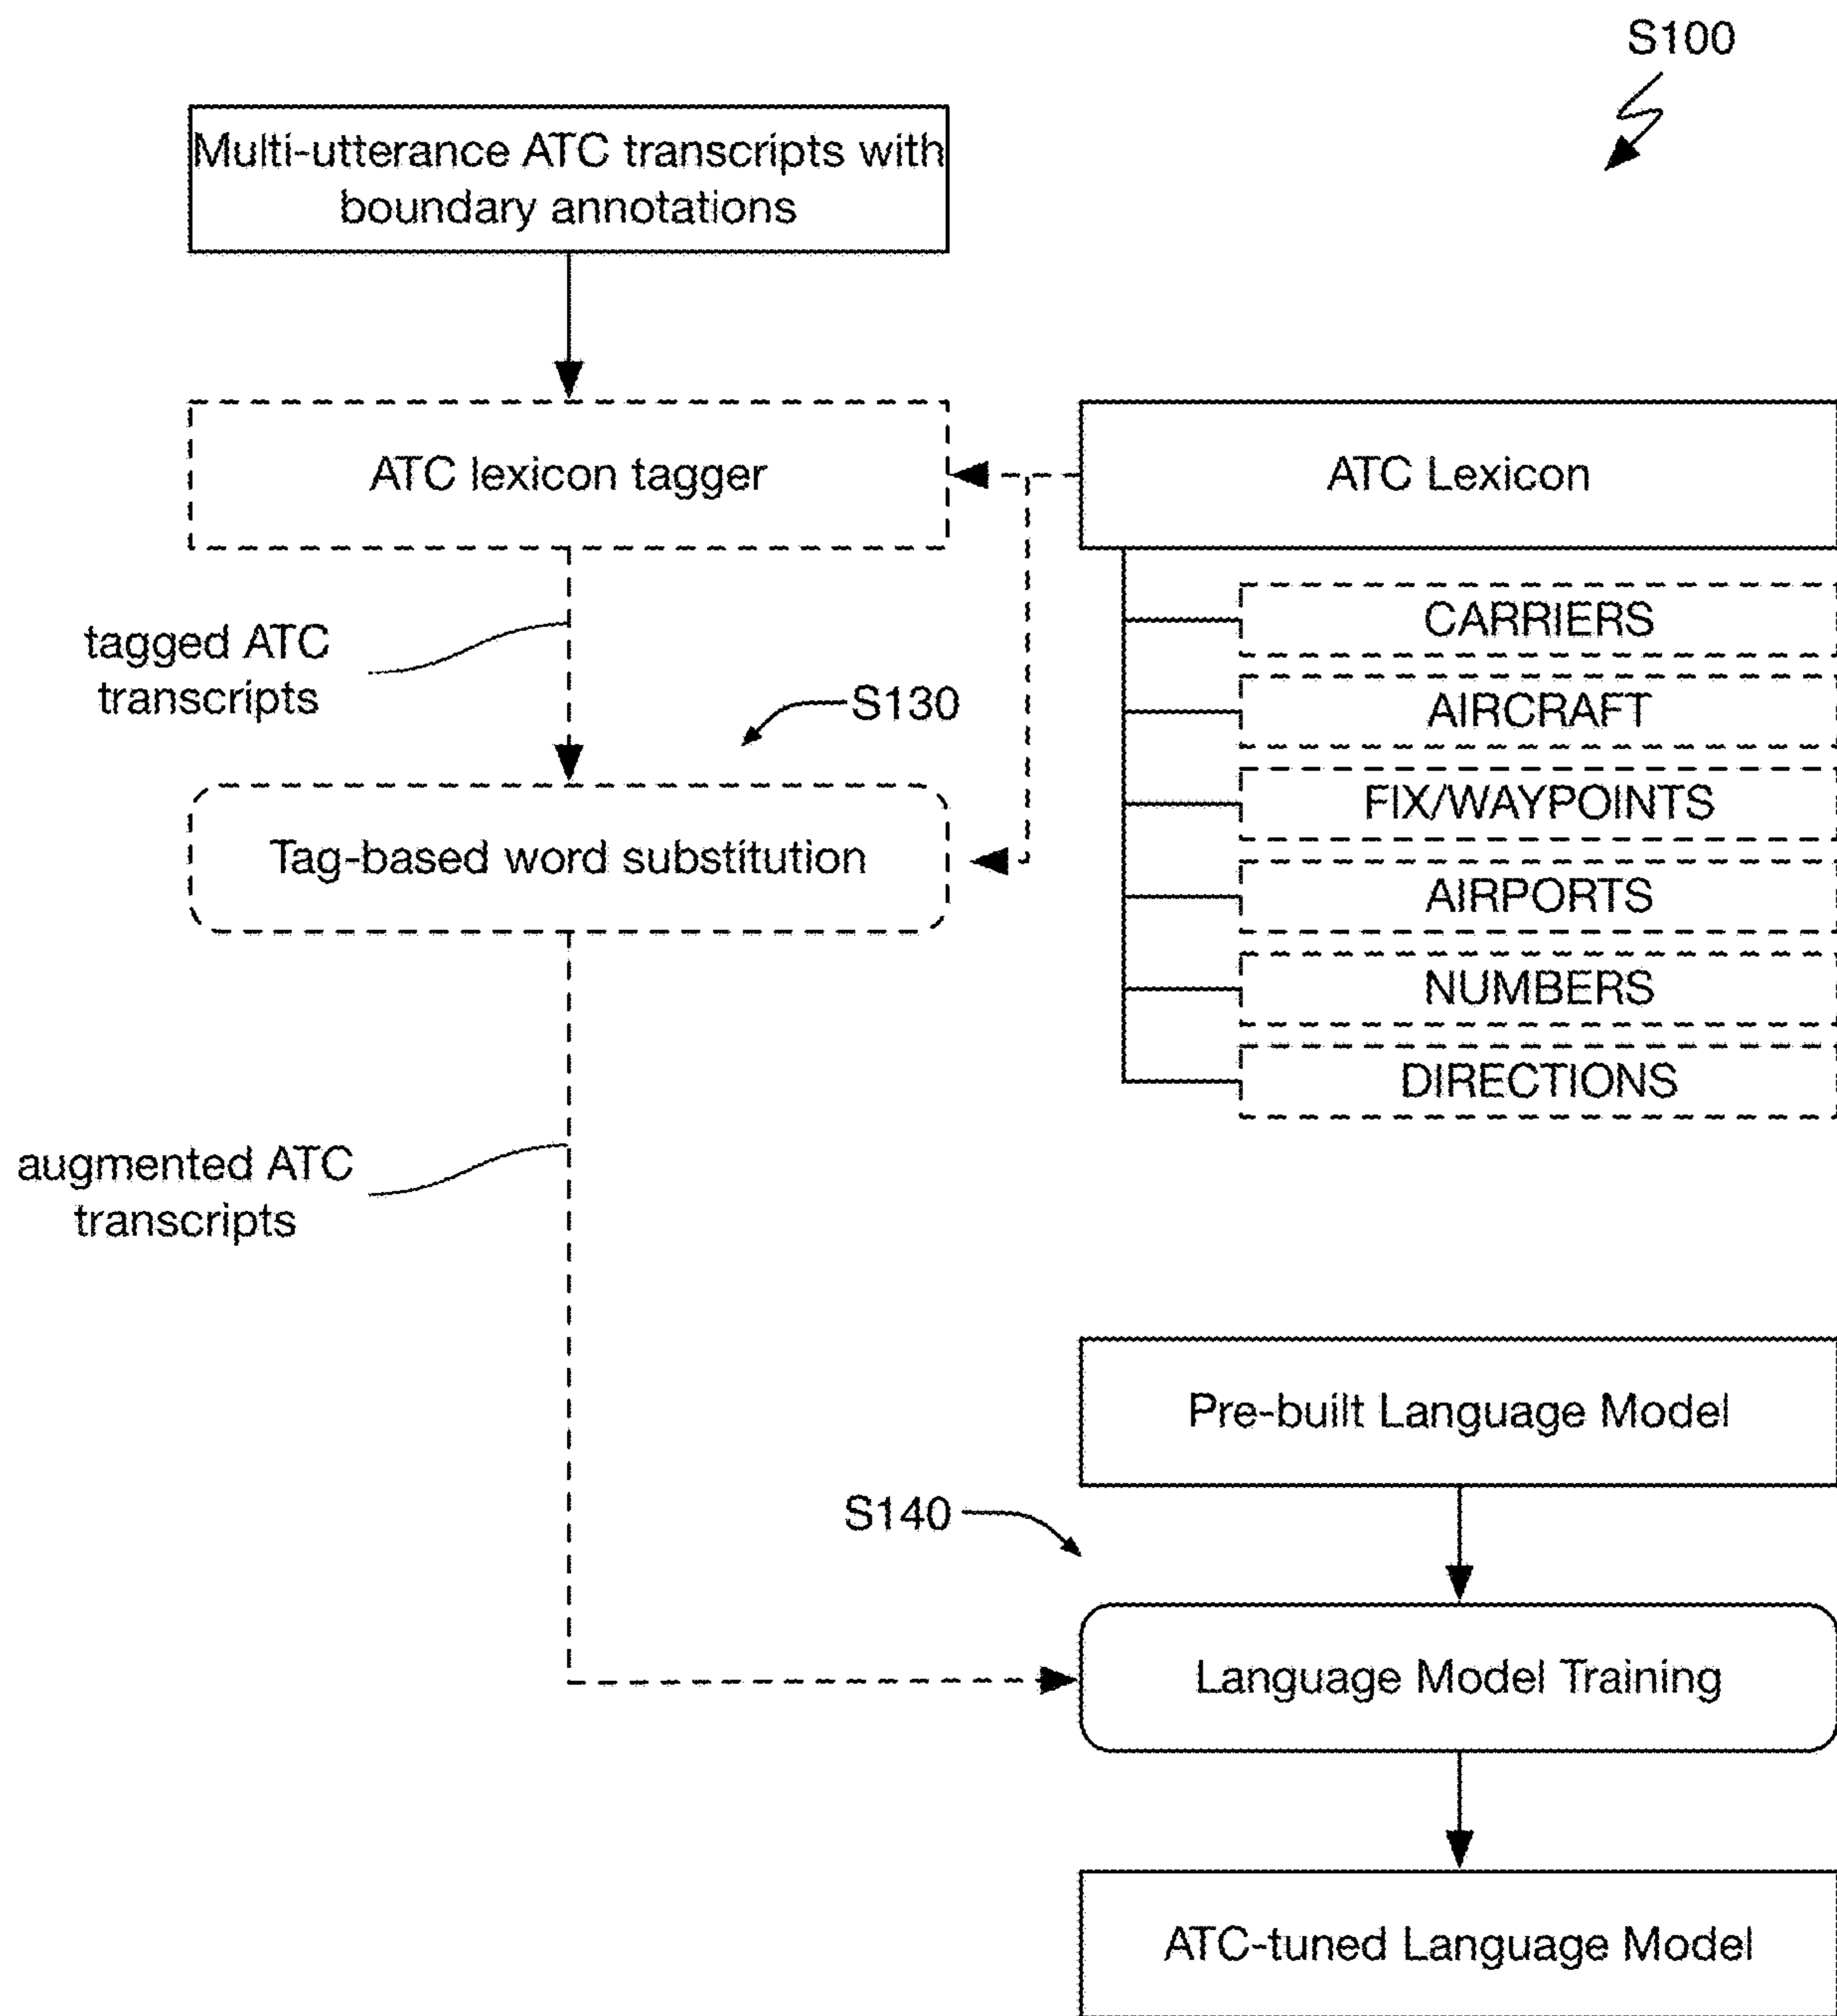 S100
Multi-utterance ATC transcripts with
boundary annotations
ATC lexicon tagger
ATC Lexicon
CARRIERS
tagged ATC
transcripts
AIRCRAFT
S130
FIX/WAYPOINTS
Tag-based word substitution
AIRPORTS
NUMBERS
DIRECTIONS
augmented ATC
transcripts
Pre-built Language Model
S140
Language Model Training
ATC-tuned Language Model